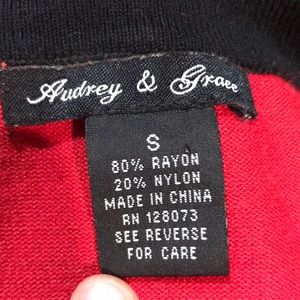 Audrey & Grace
S
80% RAYON
20% NYLON
MADE IN CHINA
RN 128073
SEE REVERSE
FOR CARE